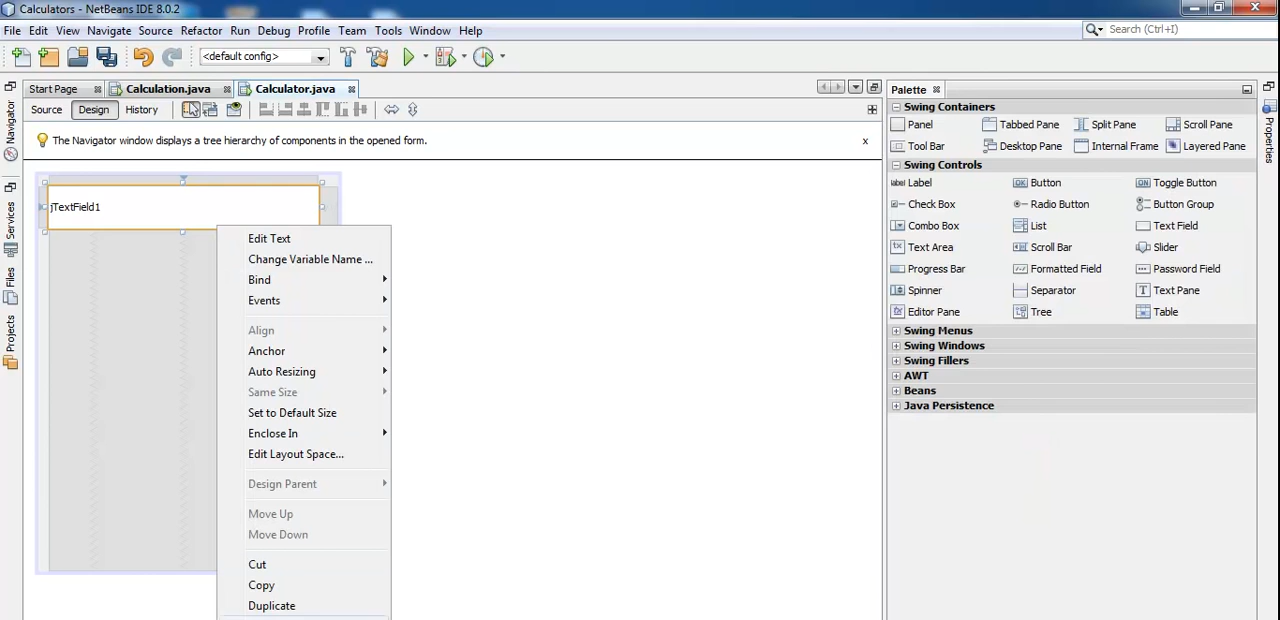 Calculators - NetBeans IDE 8.0.2
File Edit View Navigate Source Refactor Run Debug Profile Team Tools Window Help
Search (Ctrl+I)
<default config>
Start Page Calculation.java Calculator.java
Source Design History
The Navigator window displays a tree hierarchy of components in the opened form. x
Navigator
Services
Files
Projects
jTextField1
Edit Text
Change Variable Name ...
Bind
Events
Align
Anchor
Auto Resizing
Same Size
Set to Default Size
Enclose In
Edit Layout Space...
Design Parent
Move Up
Move Down
Cut
Copy
Duplicate
Palette
Swing Containers
Panel Tabbed Pane Split Pane Scroll Pane
Tool Bar Desktop Pane Internal Frame Layered Pane
Swing Controls
label Label OK Button ON Toggle Button
Check Box Radio Button Button Group
Combo Box List Text Field
Text Area Scroll Bar Slider
Progress Bar Formatted Field Password Field
Spinner Separator T Text Pane
Editor Pane Tree Table
Swing Menus
Swing Windows
Swing Fillers
AWT
Beans
Java Persistence
Properties